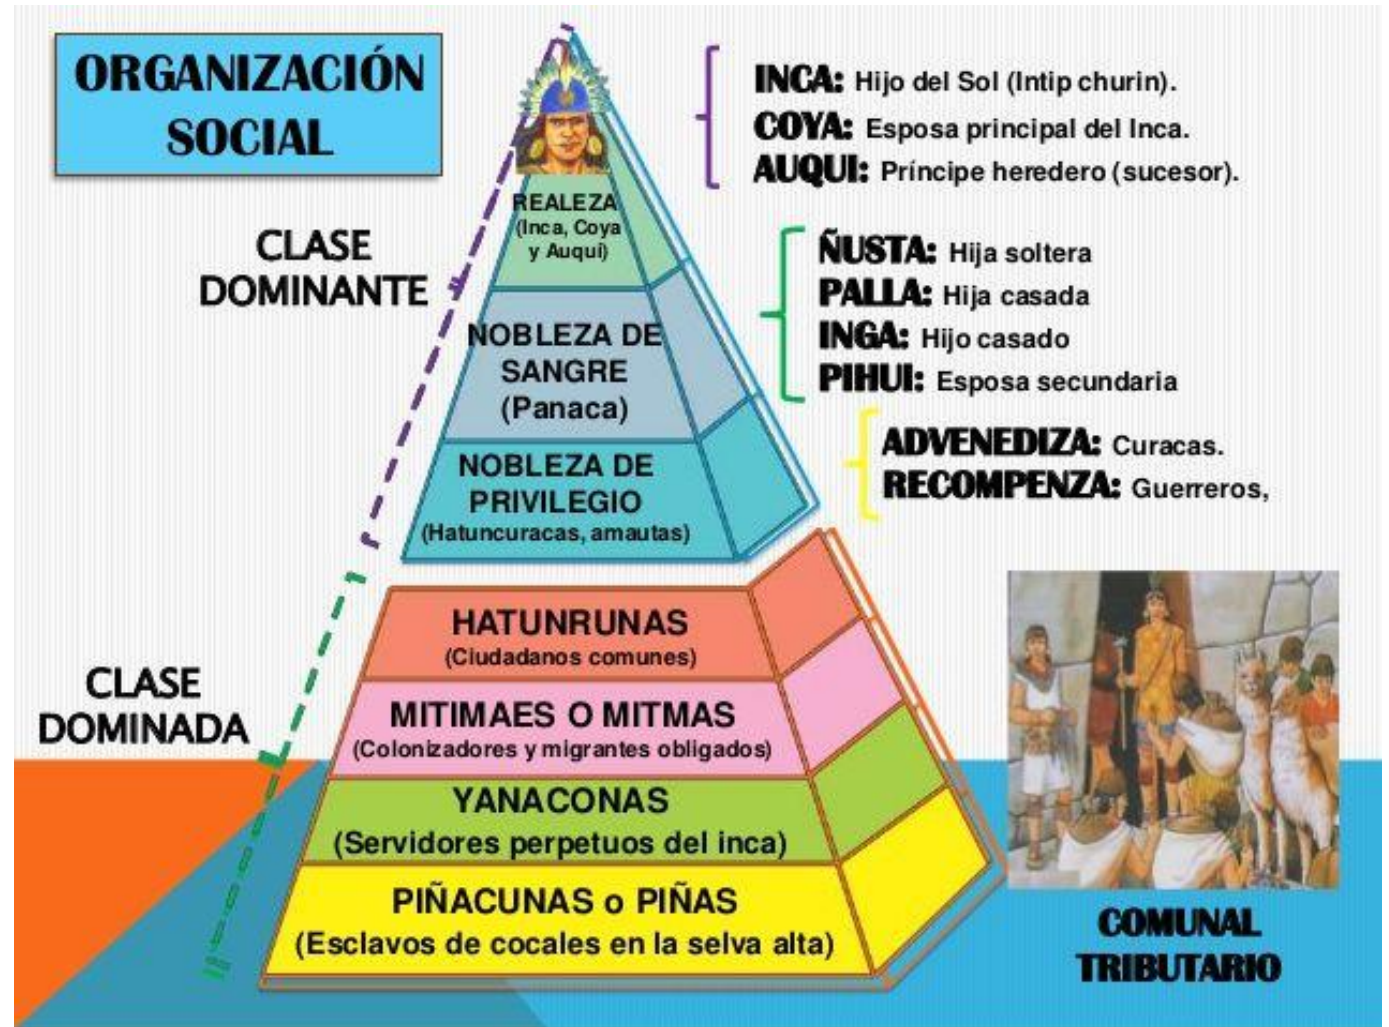 ORGANIZACIÓN
SOCIAL
INCA: Hijo del Sol (Intip churin).
COYA: Esposa principal del Inca.
AUQUI: Príncipe heredero (sucesor).
REALEZA
(Inca, Coya
y Auqui)
CLASE
DOMINANTE
ÑUSTA: Hija soltera
PALLA: Hija casada
INGA: Hijo casado
PIHUI: Esposa secundaria
NOBLEZA DE
SANGRE
(Panaca)
ADVENEDIZA: Curacas.
RECOMPENZA: Guerreros,
NOBLEZA DE
PRIVILEGIO
(Hatuncuracas, amautas)
HATUNRUNAS
(Ciudadanos comunes)
CLASE
DOMINADA
MITIMAES O MITMAS
(Colonizadores y migrantes obligados)
YANACONAS
(Servidores perpetuos del inca)
PIÑACUNAS o PIÑAS
(Esclavos de cocales en la selva alta)
COMUNAL
TRIBUTARIO